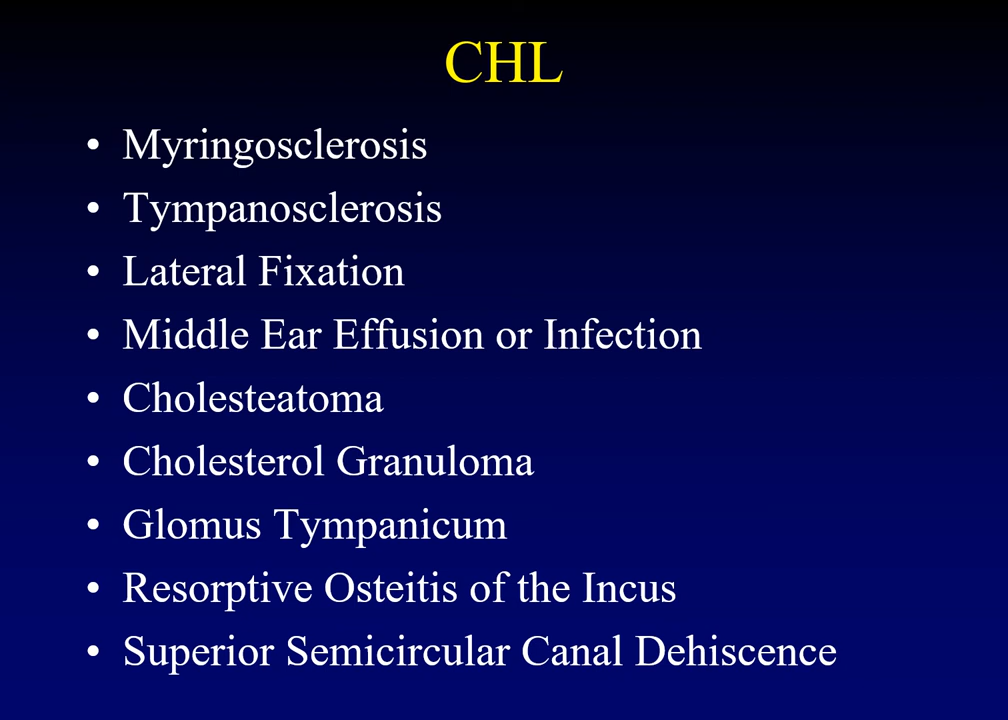 CHL
• Myringosclerosis
• Tympanosclerosis
• Lateral Fixation
• Middle Ear Effusion or Infection
• Cholesteatoma
• Cholesterol Granuloma
• Glomus Tympanicum
• Resorptive Osteitis of the Incus
• Superior Semicircular Canal Dehiscence